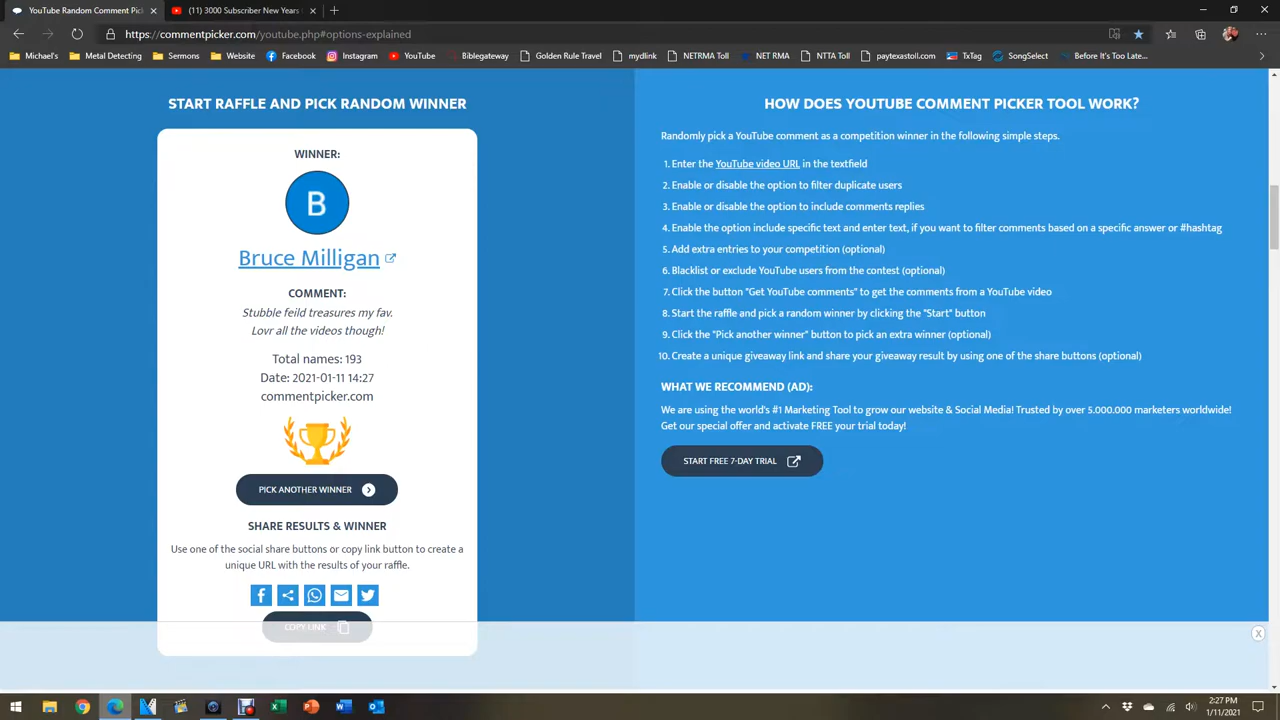 YouTube Random Comment Pic
(11) 3000 Subscriber New Years
https://commentpicker.com/youtube.php#options-explained
Michael's
Metal Detecting
Sermons
Website
Facebook
Instagram
YouTube
Biblegateway
Golden Rule Travel
mydlink
NETRMA Toll
NET RMA
NTTA Toll
paytexastoll.com
TxTag
SongSelect
Before It's Too Late...
START RAFFLE AND PICK RANDOM WINNER
WINNER:
B
Bruce Milligan
COMMENT:
Stubble feild treasures my fav.
Lovr all the videos though!
Total names: 193
Date: 2021-01-11 14:27
commentpicker.com
PICK ANOTHER WINNER
SHARE RESULTS & WINNER
Use one of the social share buttons or copy link button to create a
unique URL with the results of your raffle.
COPY LINK
HOW DOES YOUTUBE COMMENT PICKER TOOL WORK?
Randomly pick a YouTube comment as a competition winner in the following simple steps.
1. Enter the YouTube video URL in the textfield
2. Enable or disable the option to filter duplicate users
3. Enable or disable the option to include comments replies
4. Enable the option include specific text and enter text, if you want to filter comments based on a specific answer or #hashtag
5. Add extra entries to your competition (optional)
6. Blacklist or exclude YouTube users from the contest (optional)
7. Click the button "Get YouTube comments" to get the comments from a YouTube video
8. Start the raffle and pick a random winner by clicking the "Start" button
9. Click the "Pick another winner" button to pick an extra winner (optional)
10. Create a unique giveaway link and share your giveaway result by using one of the share buttons (optional)
WHAT WE RECOMMEND (AD):
We are using the world's #1 Marketing Tool to grow our website & Social Media! Trusted by over 5.000.000 marketers worldwide!
Get our special offer and activate FREE your trial today!
START FREE 7-DAY TRIAL
X
2:27 PM
1/11/2021